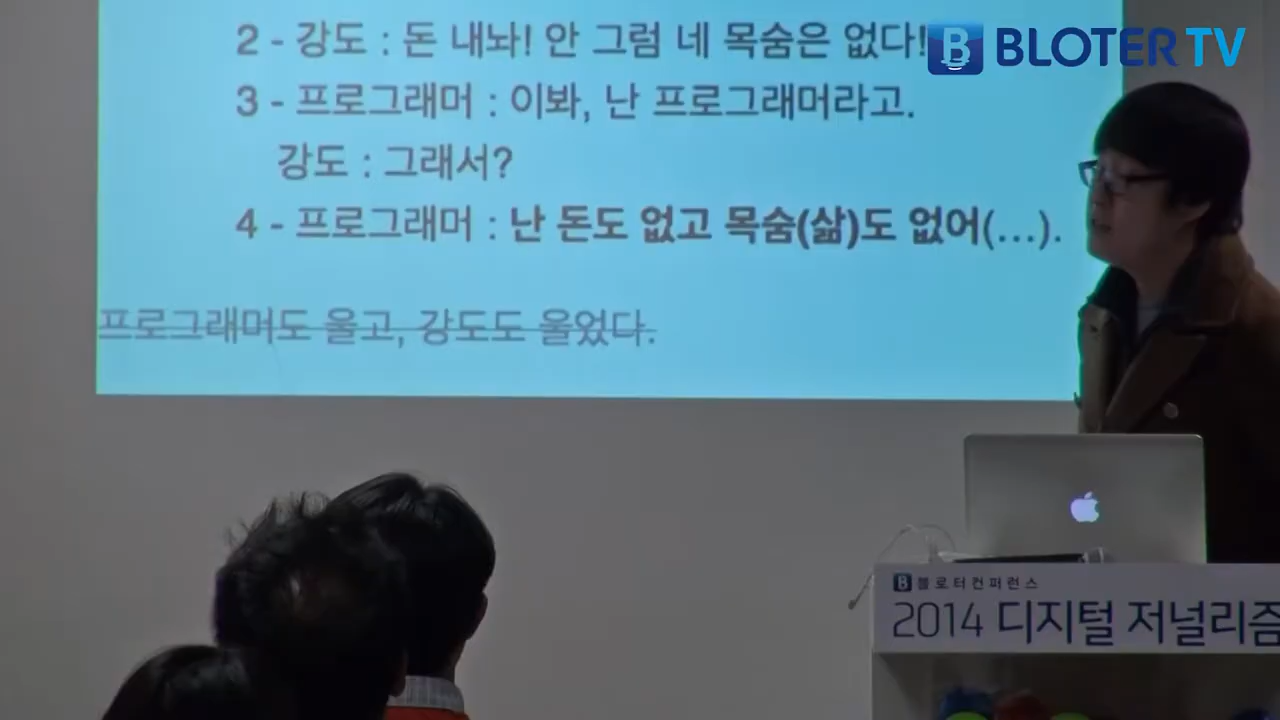 2 - 강도 : 돈 내놔! 안 그럼 네 목숨은 없다!
BLOTER TV
3 - 프로그래머 : 이봐, 난 프로그래머라고.
강도 : 그래서?
4 - 프로그래머 : 난 돈도 없고 목숨(삶)도 없어(...).
프로그래머도 울고, 강도도 울었다.
블로터컨퍼런스
2014 디지털 저널리즘